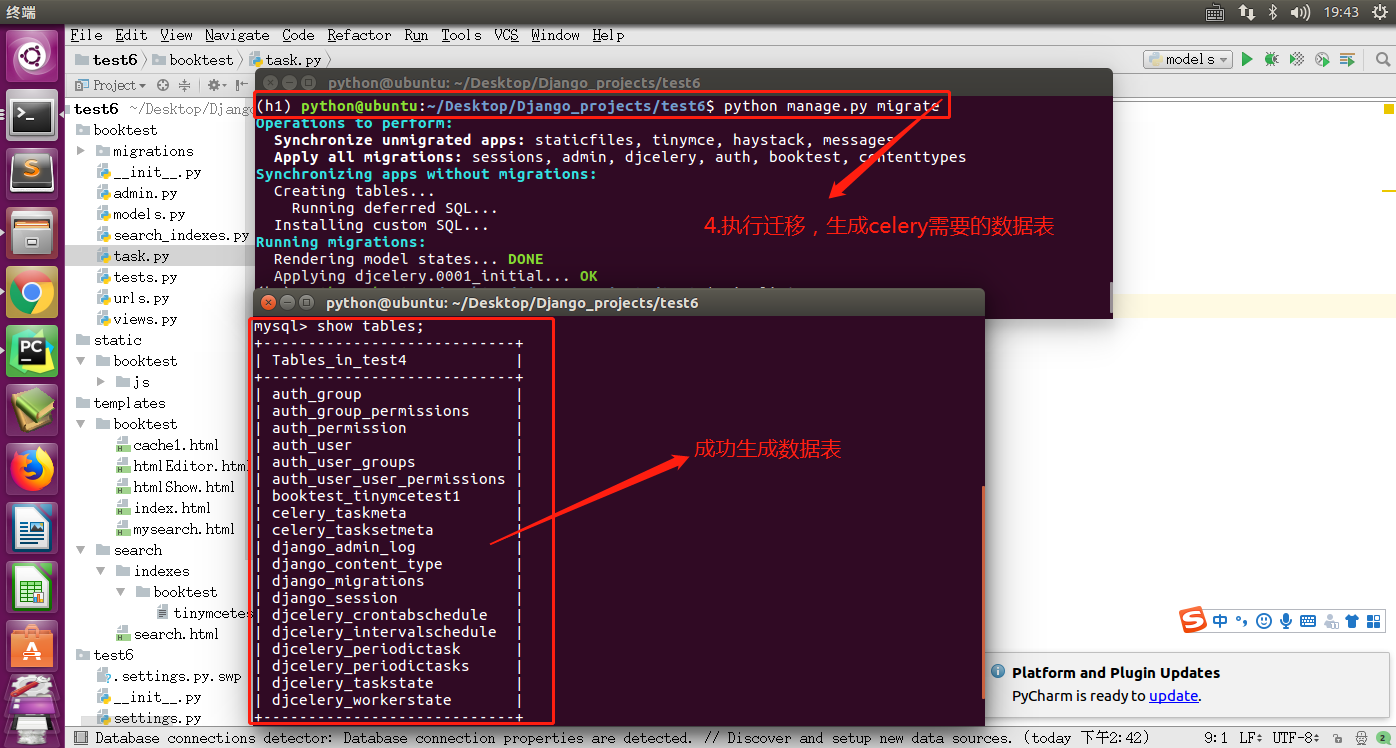 终端
19:43
File Edit View Navigate Code Refactor Run Tools VCS Window Help
test6 booktest task.py
models
Project
python@ubuntu: ~/Desktop/Django_projects/test6
(h1) python@ubuntu:~/Desktop/Django_projects/test6$ python manage.py migrate
Operations to perform:
Synchronize unmigrated apps: staticfiles, tinymce, haystack, messages
Apply all migrations: sessions, admin, djcelery, auth, booktest, contenttypes
Synchronizing apps without migrations:
Creating tables...
Running deferred SQL...
Installing custom SQL...
Running migrations:
Rendering model states... DONE
Applying djcelery.0001_initial... OK
4.执行迁移，生成celery需要的数据表
python@ubuntu: ~/Desktop/Django_projects/test6
mysql> show tables;
+----------------------------+
| Tables_in_test4 |
+----------------------------+
| auth_group |
| auth_group_permissions |
| auth_permission |
| auth_user |
| auth_user_groups |
| auth_user_user_permissions |
| booktest_tinymcetest1 |
| celery_taskmeta |
| celery_tasksetmeta |
| django_admin_log |
| django_content_type |
| django_migrations |
| django_session |
| djcelery_crontabschedule |
| djcelery_intervalschedule |
| djcelery_periodictask |
| djcelery_periodictasks |
| djcelery_taskstate |
| djcelery_workerstate |
+----------------------------+
成功生成数据表
test6 ~/Desktop/Django
booktest
migrations
__init__.py
admin.py
models.py
search_indexes.py
task.py
tests.py
urls.py
views.py
static
booktest
js
templates
booktest
cache1.html
htmlEditor.html
htmlShow.html
index.html
mysearch.html
search
indexes
booktest
tinymcetes
search.html
test6
.settings.py.swp
__init__.py
settings.py
中
Platform and Plugin Updates
PyCharm is ready to update.
Database connections detector: Database connection properties are detected. // Discover and setup new data sources. (today 下午2:42)
9:1 LF UTF-8 2